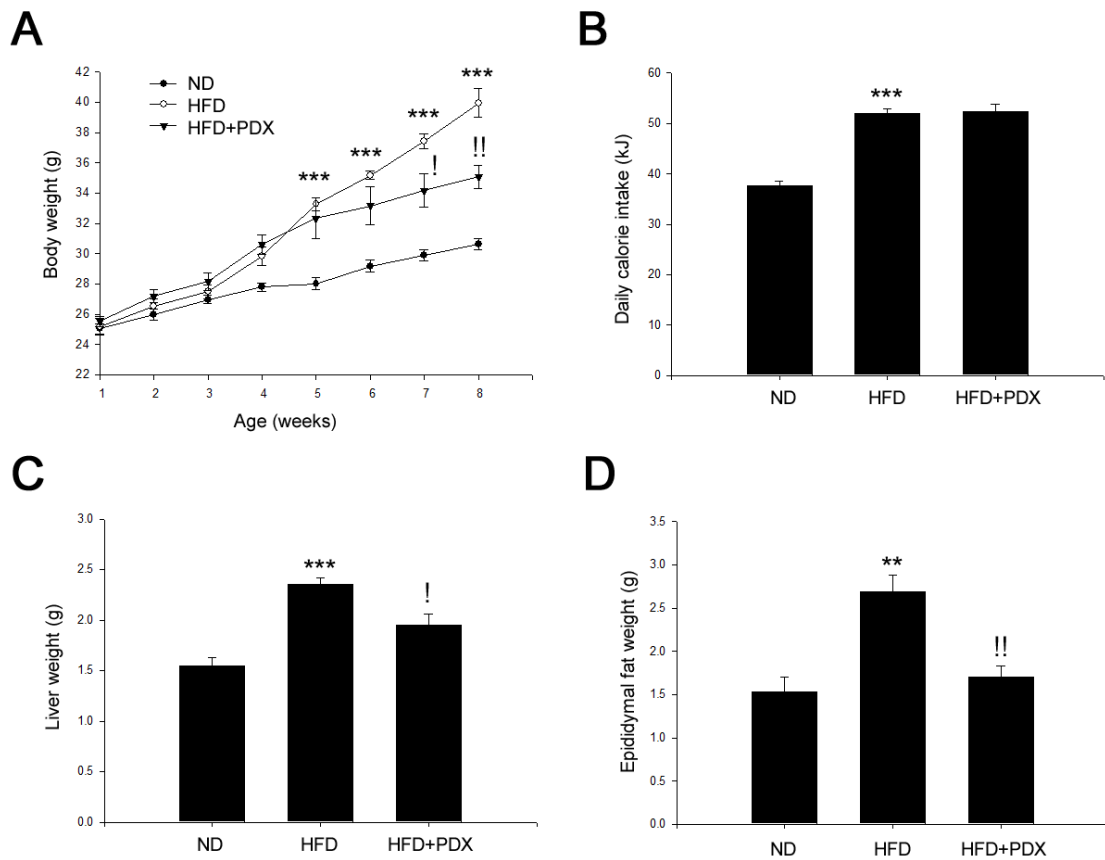 A
Body weight (g)
42
40
38
36
34
32
30
28
26
24
22
ND
HFD
HFD+PDX
***
***
***
***
!
!!
1 2 3 4 5 6 7 8
Age (weeks)
B
Daily calorie intake (kJ)
60
50
40
30
20
10
0
***
ND HFD HFD+PDX
C
Liver weight (g)
3.0
2.5
2.0
1.5
1.0
0.5
0.0
***
!
ND HFD HFD+PDX
D
Epididymal fat weight (g)
3.5
3.0
2.5
2.0
1.5
1.0
0.5
0.0
**
!!
ND HFD HFD+PDX